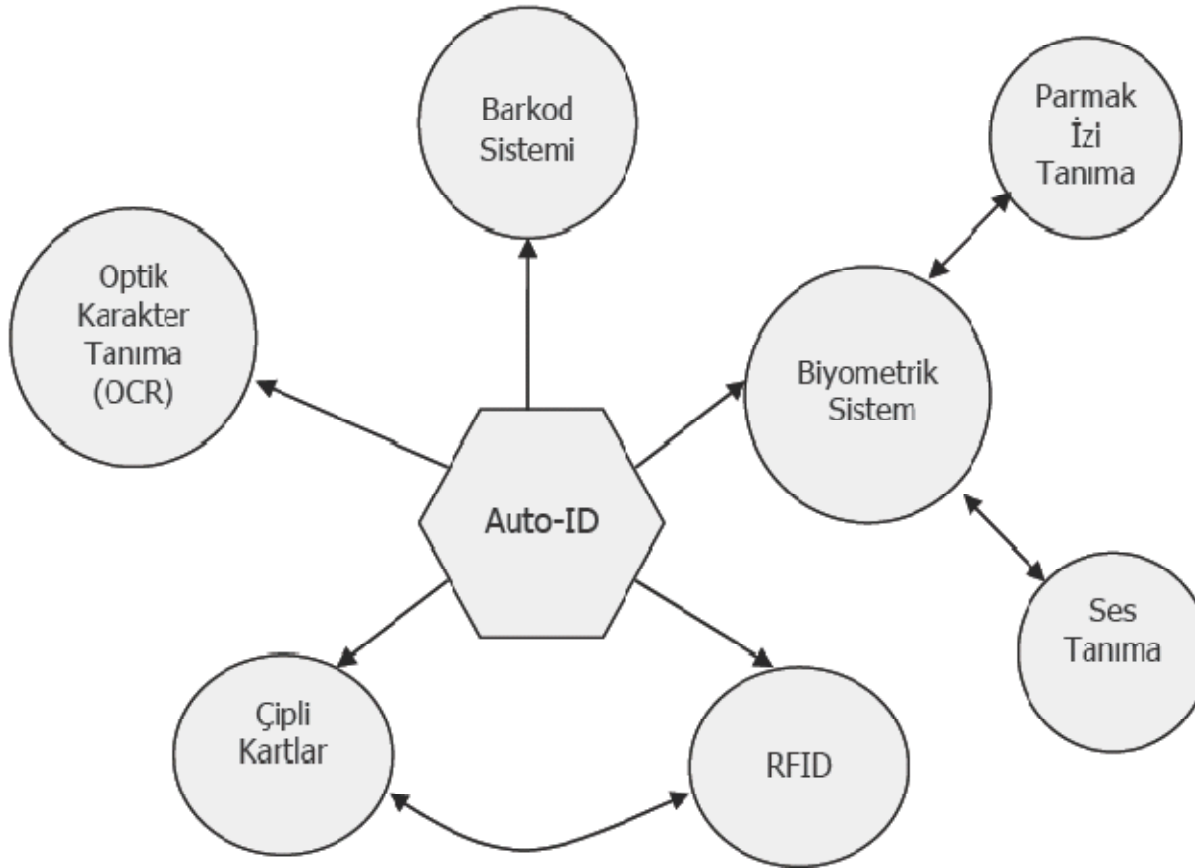 Barkod
Sistemi
Parmak
İzi
Tanıma
Optik
Karakter
Tanıma
(OCR)
Biyometrik
Sistem
Auto-ID
Ses
Tanıma
Çipli
Kartlar
RFID